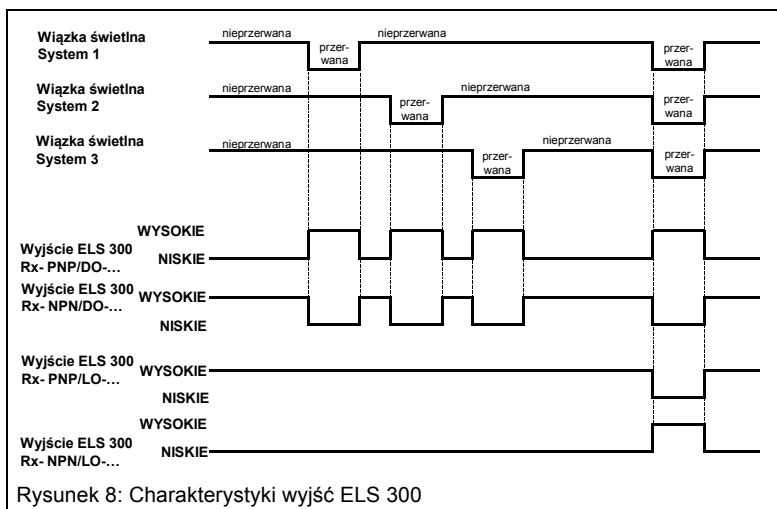 Wiązka świetlna
System 1
nieprzerwana
przer-
wana
nieprzerwana
przer-
wana
Wiązka świetlna
System 2
nieprzerwana
przer-
wana
nieprzerwana
przer-
wana
Wiązka świetlna
System 3
nieprzerwana
przer-
wana
nieprzerwana
przer-
wana
WYSOKIE
Wyjście ELS 300
Rx- PNP/DO-...
NISKIE
Wyjście ELS 300
Rx- NPN/DO-...
WYSOKIE
NISKIE
Wyjście ELS 300
Rx- PNP/LO-...
WYSOKIE
NISKIE
WYSOKIE
Wyjście ELS 300
Rx- NPN/LO-...
NISKIE
Rysunek 8: Charakterystyki wyjść ELS 300